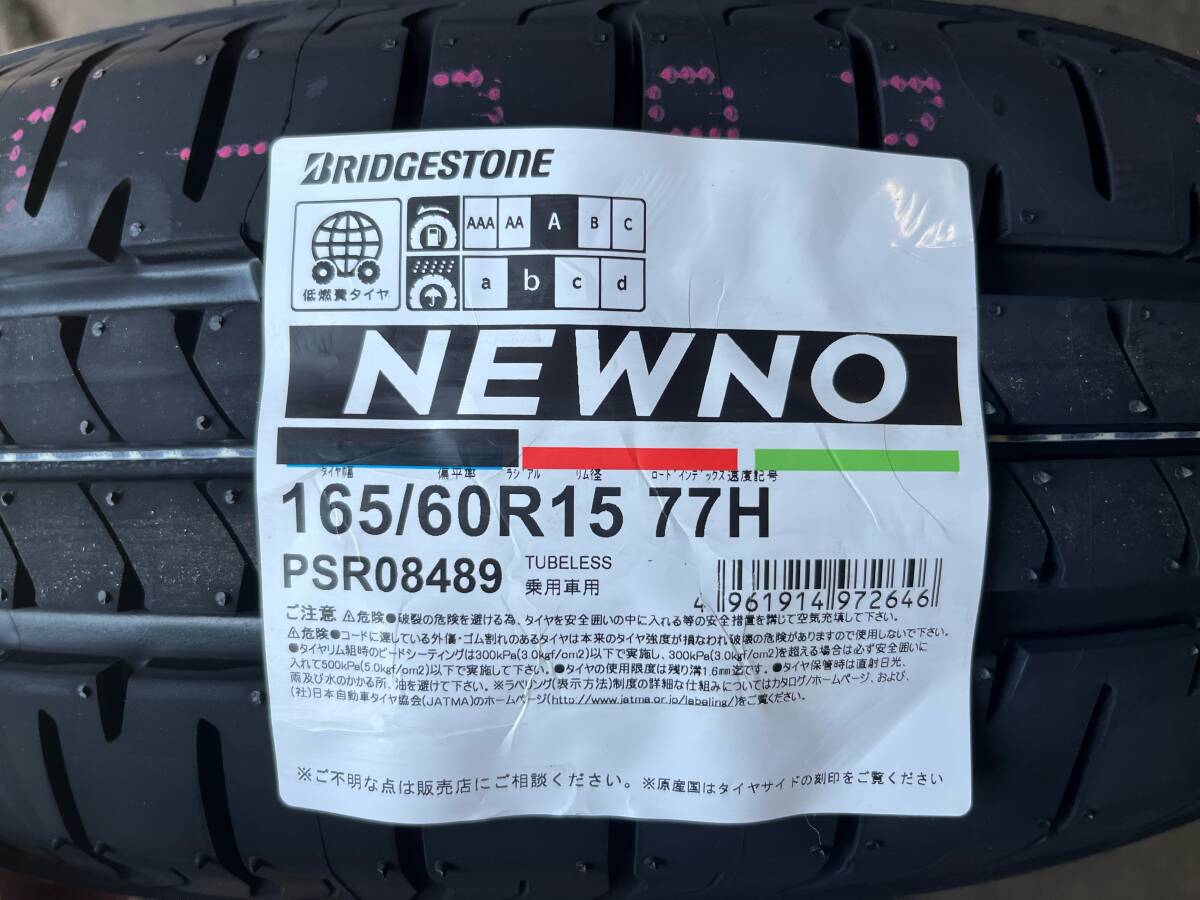 BRIDGESTONE
低燃費タイヤ
AAA AA A B C
a b c d
NEWNO
タイヤ幅 偏平率 ラジアル リム径 ロードインデックス 速度記号
165/60R15 77H
PSR08489
TUBELESS
乗用車用
4 961914 972646
ご注意 ⚠危険●破裂の危険を避ける為、タイヤを安全囲いの中に入れる等の安全措置を講じて空気充填して下さい。
⚠危険●コードに達している外傷・ゴム割れのあるタイヤは本来のタイヤ強度が損なわれ破壊の危険がありますので使用しないで下さい。
●タイヤリム組時のビードシーティングは300kPa(3.0kgf/cm2)以下で実施し、300kPa(3.0kgf/cm2)を超える場合は必ず安全囲いに
入れて500kPa(5.0kgf/cm2)以下で実施して下さい。●タイヤの使用限度は残り溝1.6mm迄です。●タイヤ保管時は直射日光、
雨及び水のかかる所、油を避けて下さい。※ラベリング(表示方法)制度の詳細な仕組みについてはカタログ/ホームページ、および、
(社)日本自動車タイヤ協会(JATMA)のホームページ(http://www.jatma.or.jp/labeling/)をご覧ください。
※ご不明な点は販売店にご相談ください。 ※原産国はタイヤサイドの刻印をご覧ください